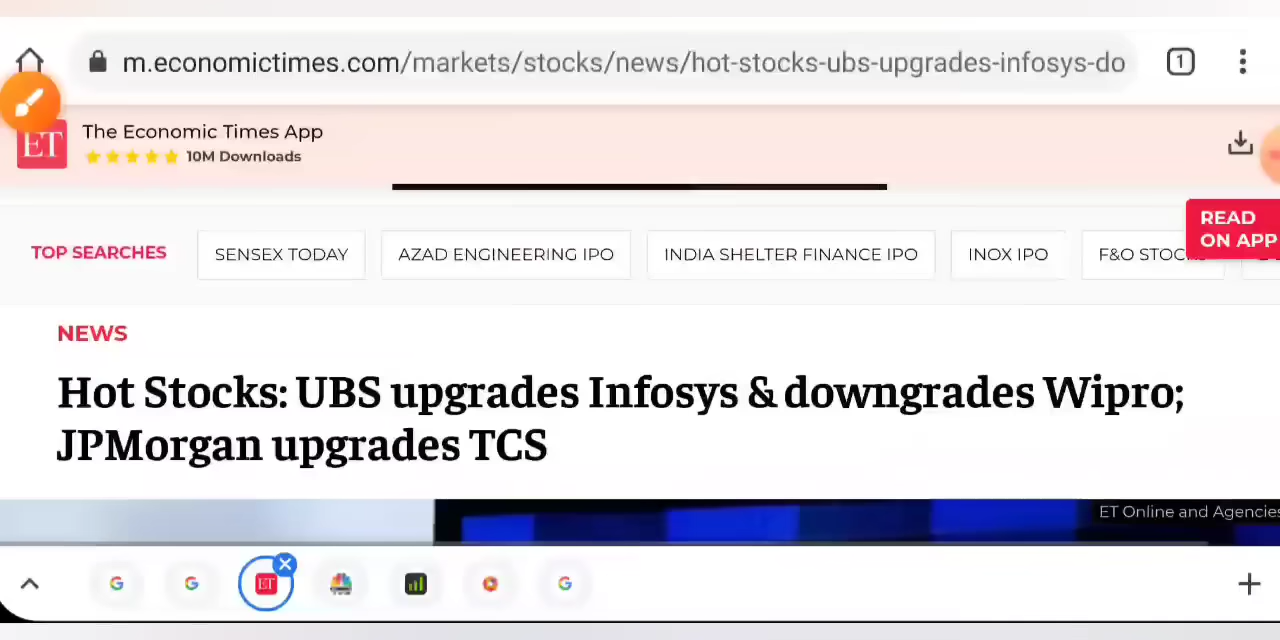 m.economictimes.com/markets/stocks/news/hot-stocks-ubs-upgrades-infosys-do
1
ET
The Economic Times App
10M Downloads
READ
ON APP
TOP SEARCHES
SENSEX TODAY
AZAD ENGINEERING IPO
INDIA SHELTER FINANCE IPO
INOX IPO
F&O STOC
NEWS
Hot Stocks: UBS upgrades Infosys & downgrades Wipro;
JPMorgan upgrades TCS
ET Online and Agencies
G
G
ET
G